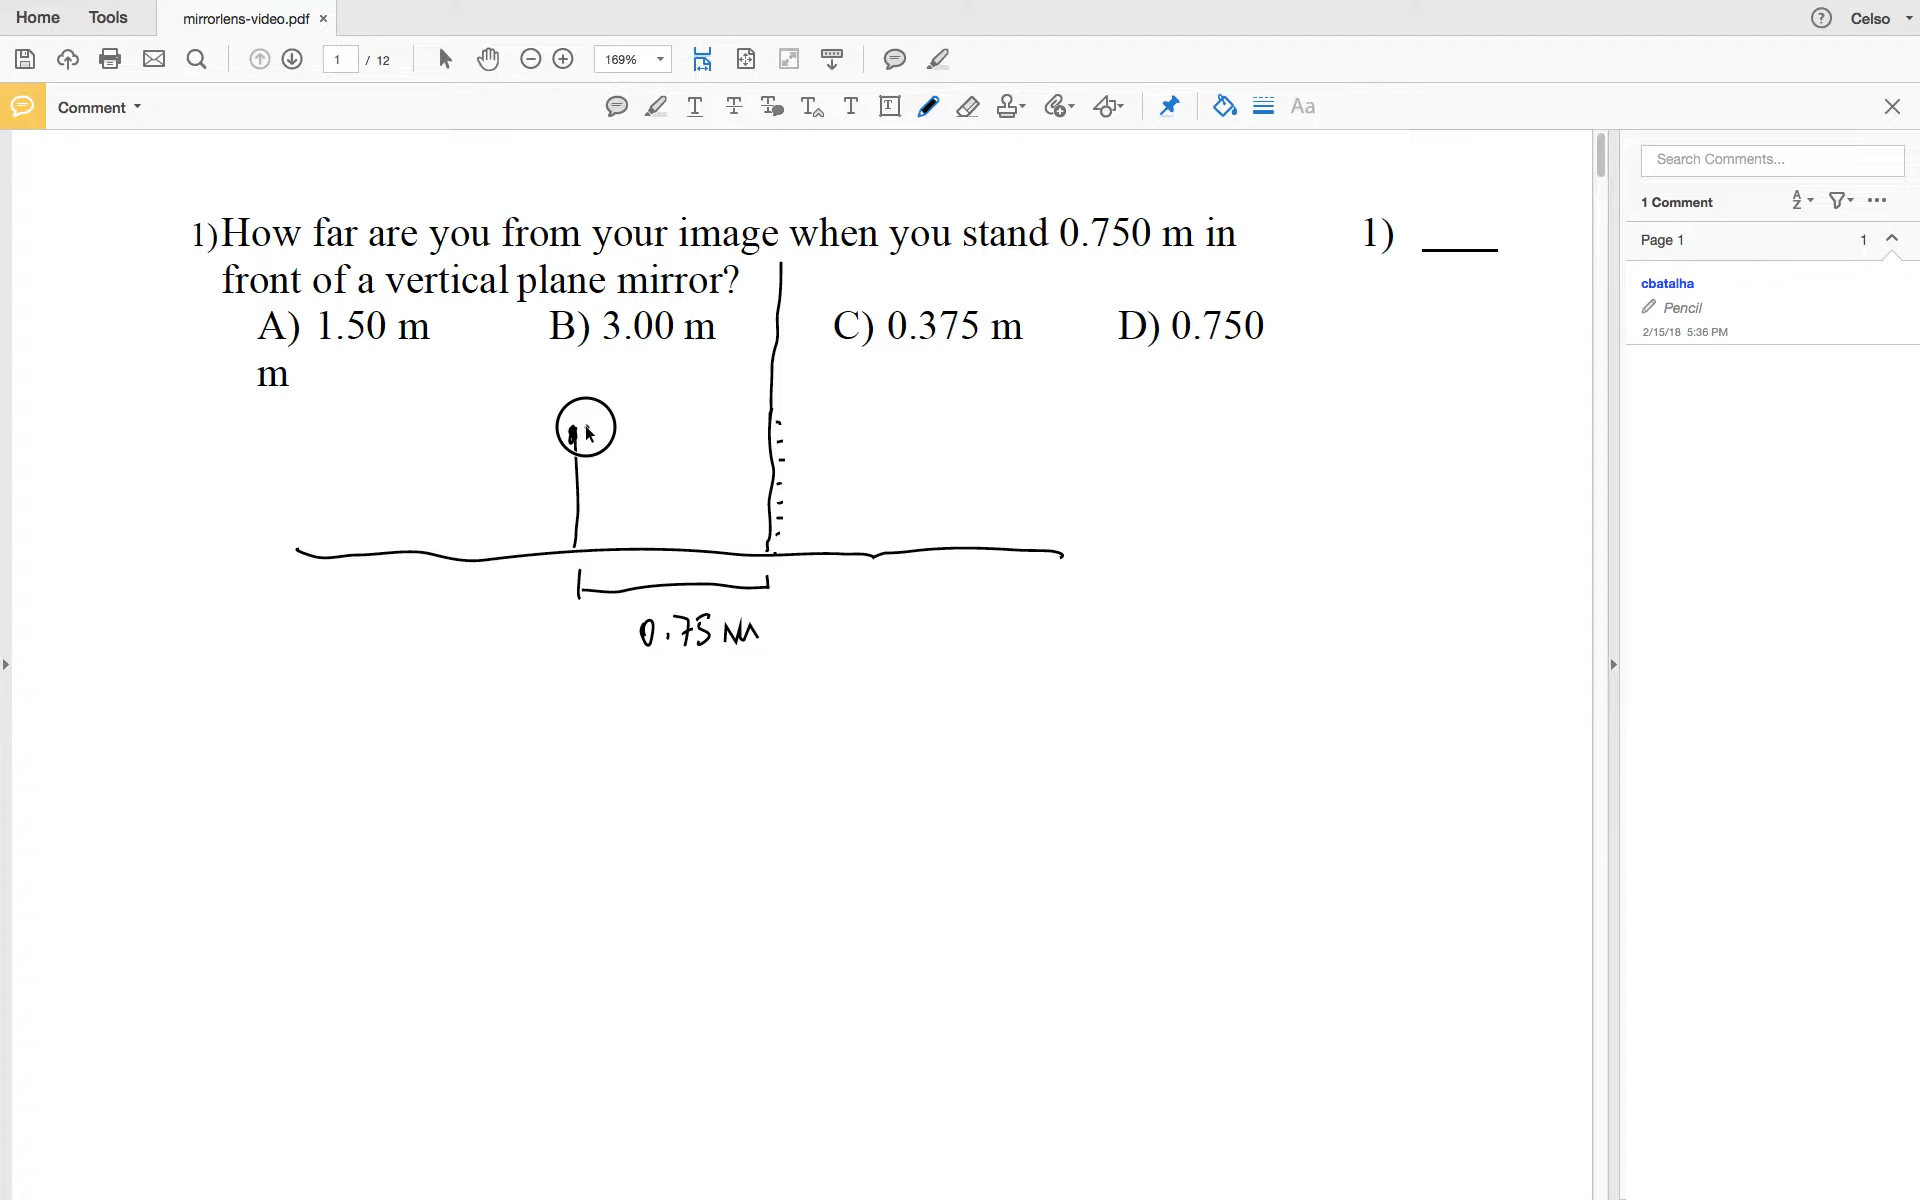 Home Tools mirrorlens-video.pdf × Celso
1 / 12 169%
Comment Aa
Search Comments...
1 Comment
Page 1 1
cbatalha
Pencil
2/15/18 5:36 PM
1) How far are you from your image when you stand 0.750 m in 1) ____
front of a vertical plane mirror?
A) 1.50 m B) 3.00 m C) 0.375 m D) 0.750
m
0.75 m